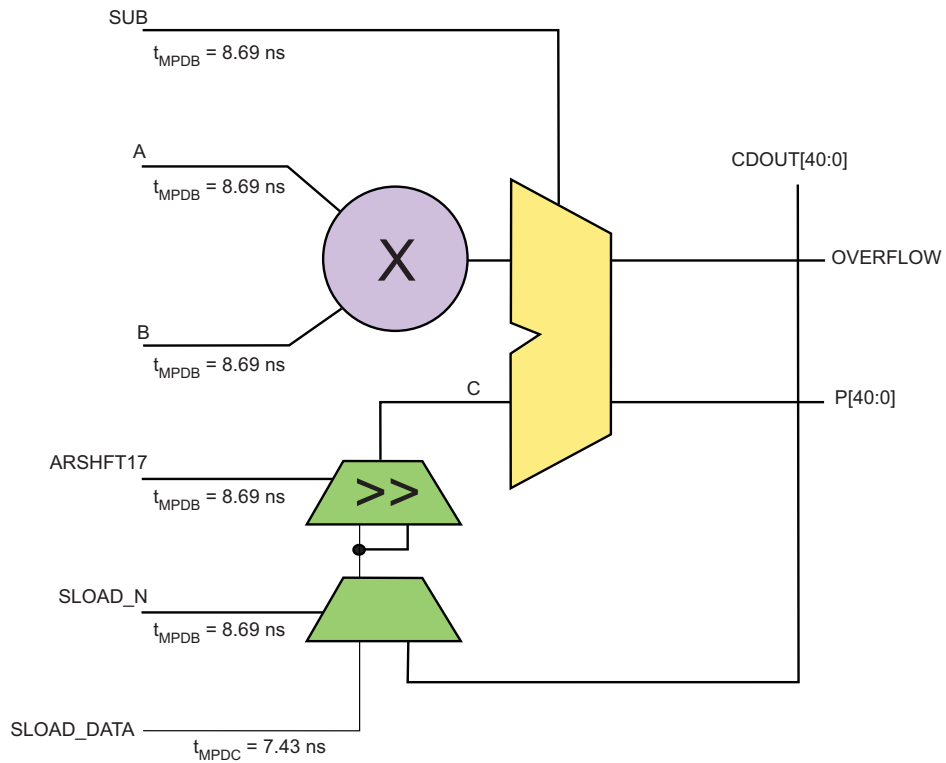 SUB
tMPDB = 8.69 ns
A
tMPDB = 8.69 ns
CDOUT[40:0]
X
OVERFLOW
B
tMPDB = 8.69 ns
C
P[40:0]
ARSHFT17
>>
tMPDB = 8.69 ns
SLOAD_N
tMPDB = 8.69 ns
SLOAD_DATA
tMPDC = 7.43 ns